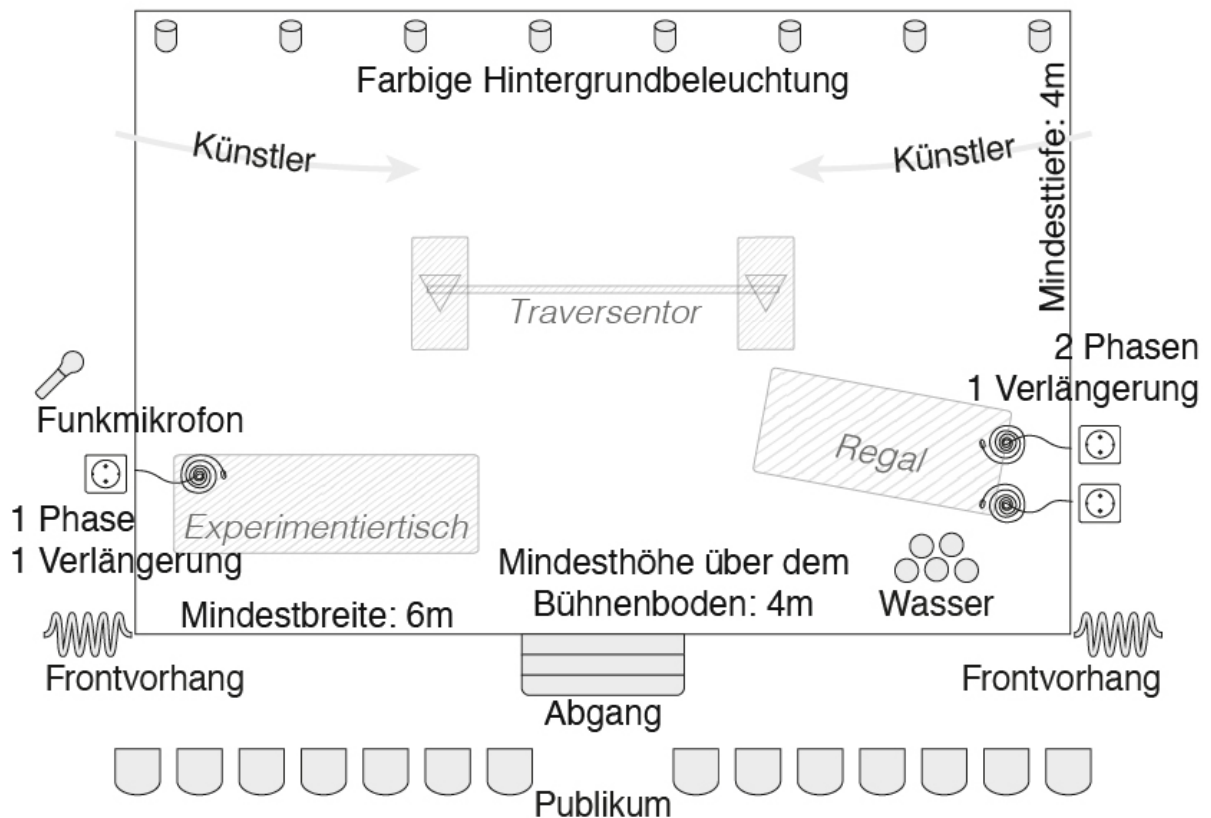 Farbige Hintergrundbeleuchtung
Künstler
Künstler
Mindesttiefe: 4m
Traversentor
2 Phasen
1 Verlängerung
Funkmikrofon
Regal
1 Phase
1 Verlängerung
Experimentiertisch
Mindesthöhe über dem
Bühnenboden: 4m
Wasser
Mindestbreite: 6m
Frontvorhang
Frontvorhang
Abgang
Publikum